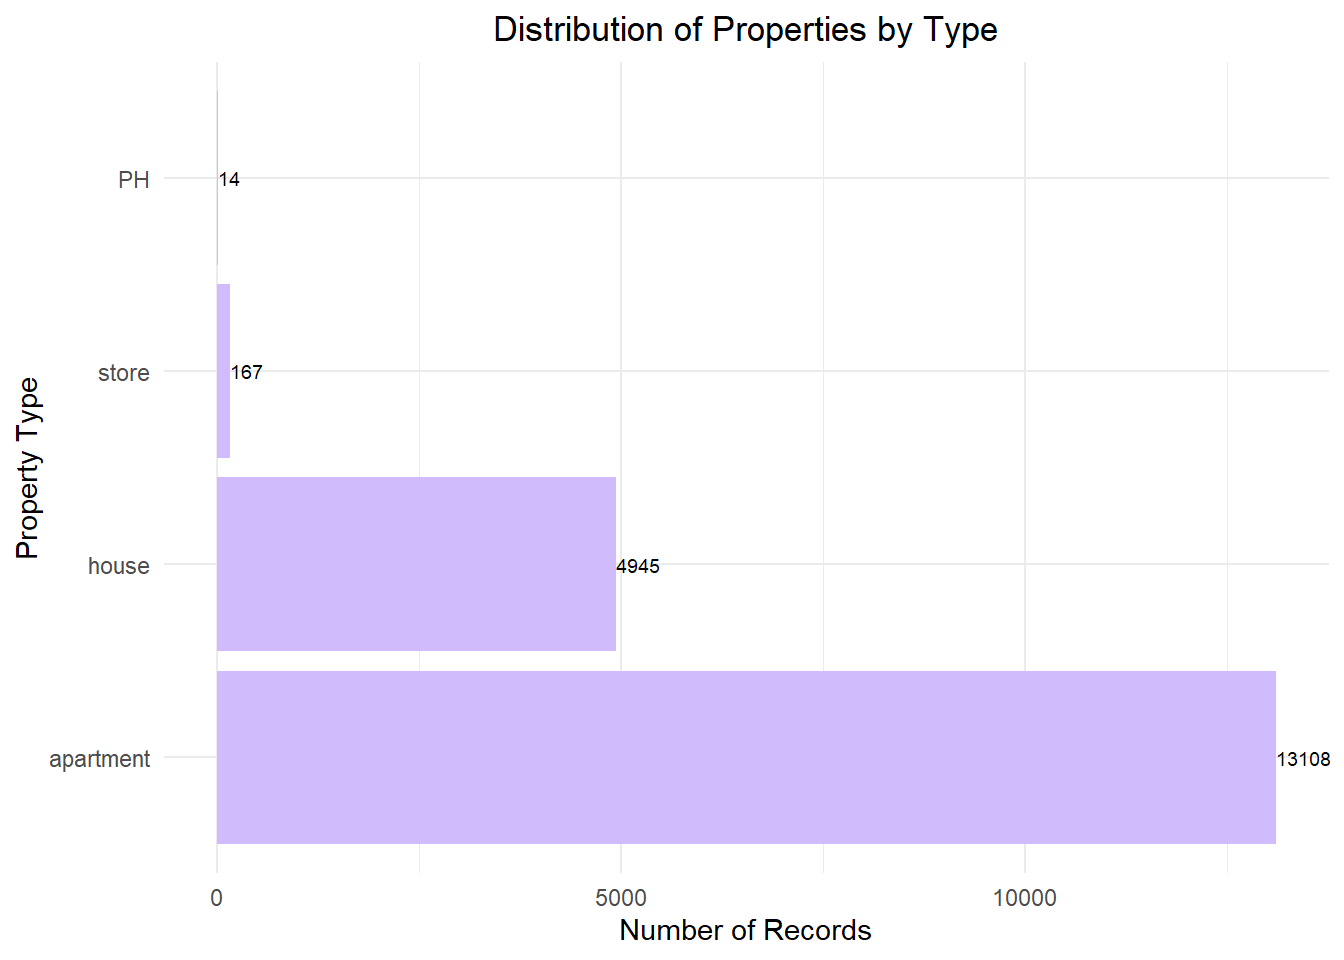 Distribution of Properties by Type
PH
14
store
167
house
4945
apartment
13108
0
5000
10000
Number of Records
Property Type